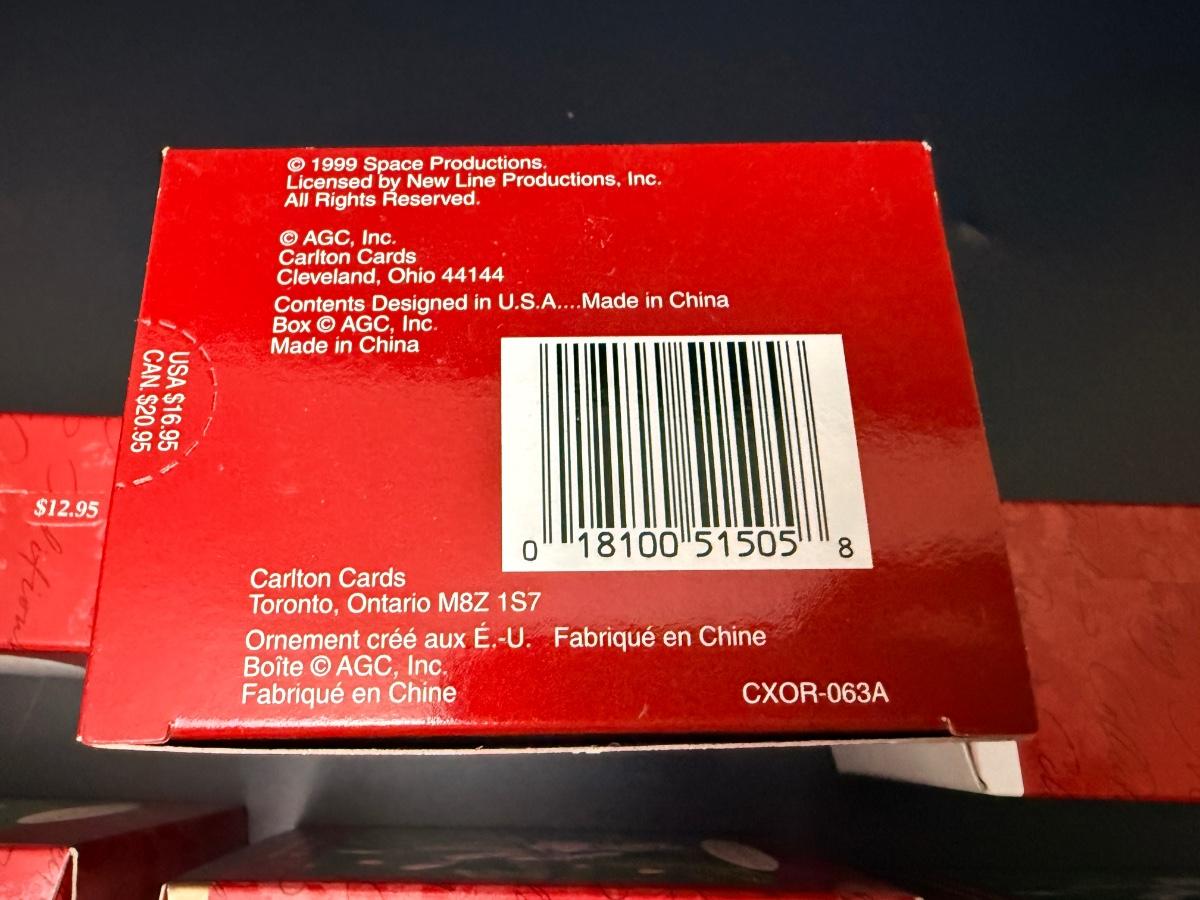 © 1999 Space Productions.
Licensed by New Line Productions, Inc.
All Rights Reserved.
© AGC, Inc.
Carlton Cards
Cleveland, Ohio 44144
Contents Designed in U.S.A....Made in China
Box © AGC, Inc.
Made in China
USA $16.95
CAN. $20.95
$12.95
0 18100 51505 8
Carlton Cards
Toronto, Ontario M8Z 1S7
Ornement créé aux É.-U. Fabriqué en Chine
Boîte © AGC, Inc.
Fabriqué en Chine
CXOR-063A